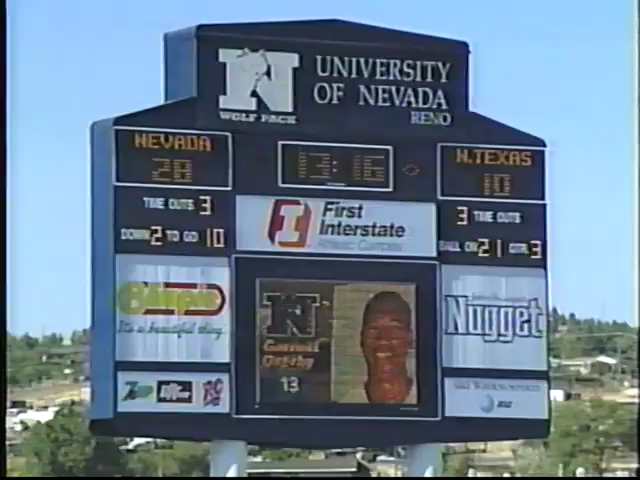 UNIVERSITY
OF NEVADA
RENO
N
WOLF PACK
NEVADA
28
13:16
N.TEXAS
10
TIME OUTS 3
DOWN 2 TO GO 10
First
Interstate
3 TIME OUTS
BALL ON 21 QTR 3
It's a beautiful thing.
N
13
Nugget